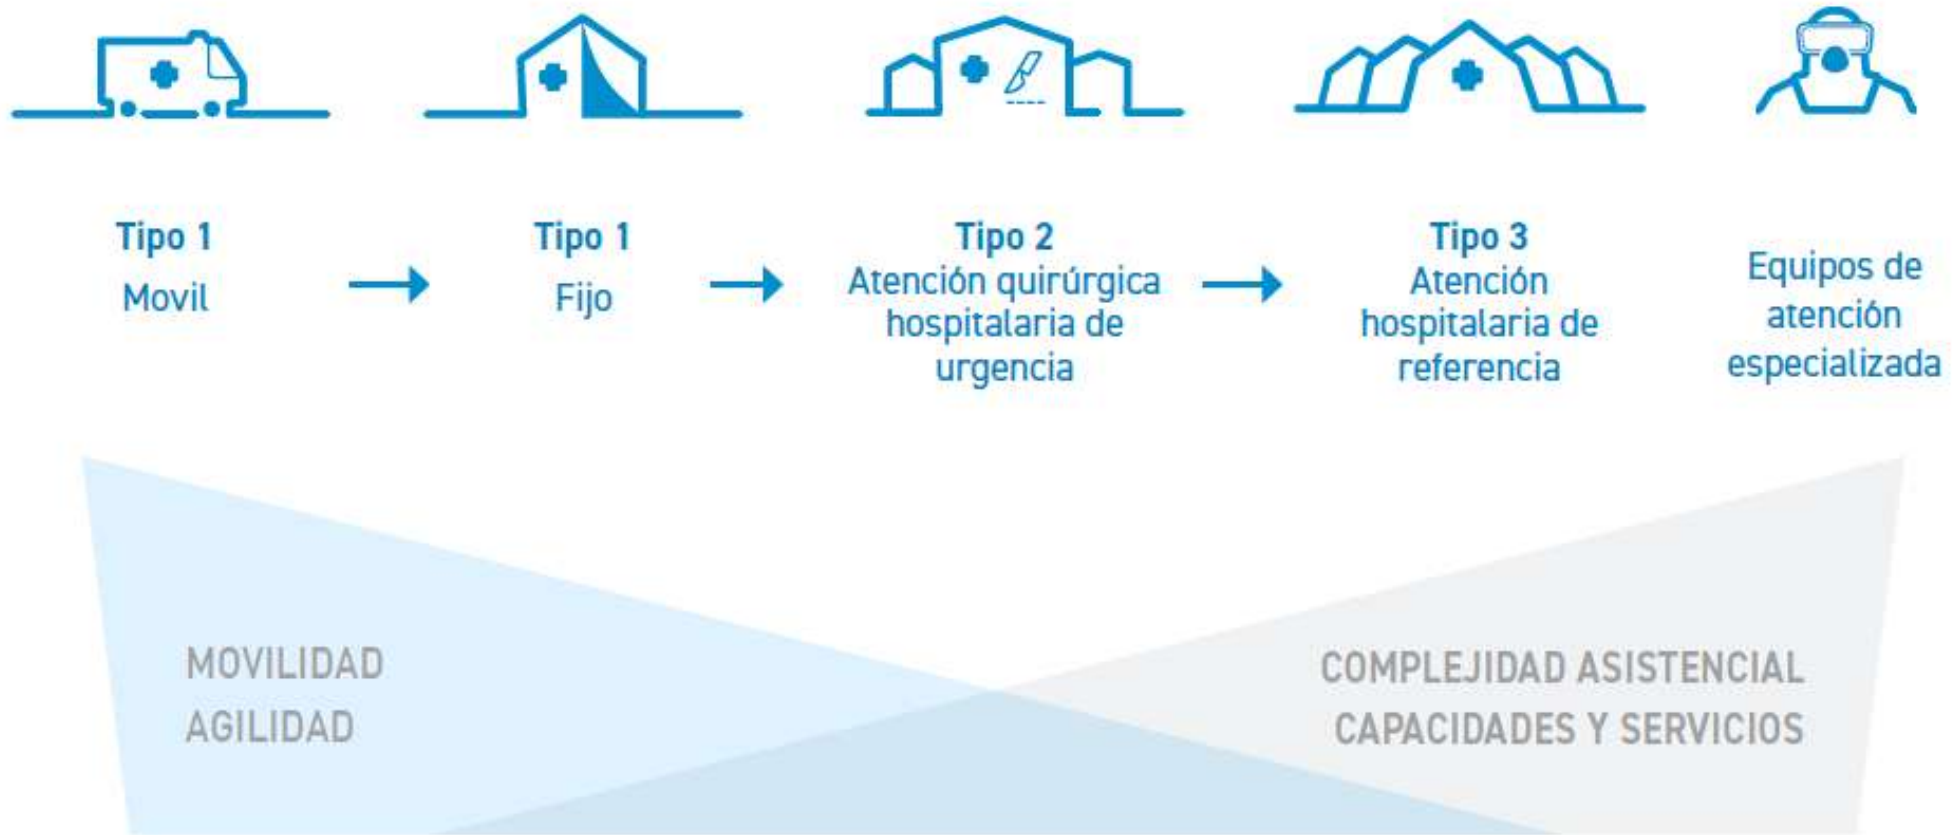 Tipo 1
Movil
Tipo 1
Fijo
Tipo 2
Atención quirúrgica
hospitalaria de
urgencia
Tipo 3
Atención
hospitalaria de
referencia
Equipos de
atención
especializada
MOVILIDAD
AGILIDAD
COMPLEJIDAD ASISTENCIAL
CAPACIDADES Y SERVICIOS